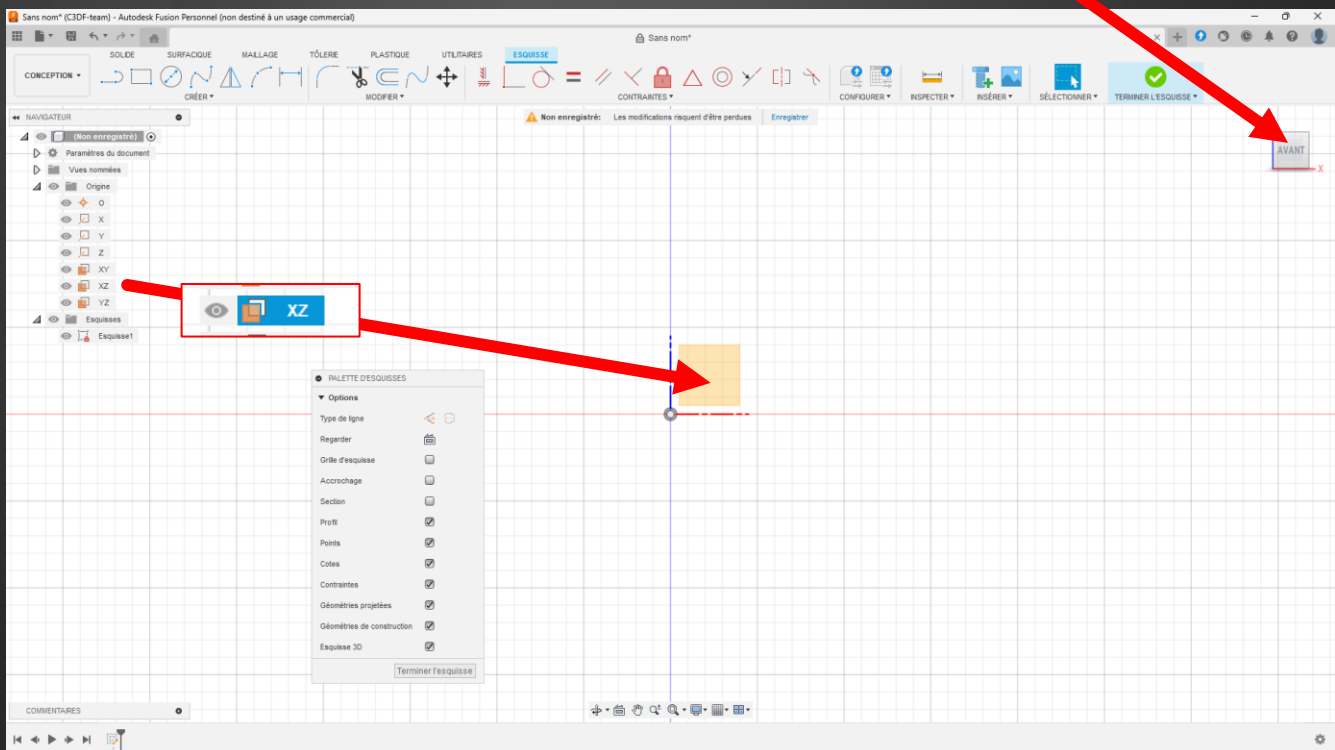 Sans nom* (C3DF-team) - Autodesk Fusion Personnel (non destiné à un usage commercial)
Sans nom*
SOLIDE SURFACIQUE MAILLAGE TÔLERIE PLASTIQUE UTILITAIRES ESQUISSE
CONCEPTION
CRÉER MODIFIER CONTRAINTES CONFIGURER INSPECTER INSÉRER SÉLECTIONNER TERMINER L'ESQUISSE
NAVIGATEUR
Non enregistré: Les modifications risquent d'être perdues Enregistrer
(Non enregistré)
Paramètres du document
Vues nommées
Origine
O
X
Y
Z
XY
XZ
YZ
Esquisses
Esquisse1
XZ
AVANT
X
PALETTE D'ESQUISSES
Options
Type de ligne
Regarder
Grille d'esquisse
Accrochage
Section
Profil
Points
Cotes
Contraintes
Géométries projetées
Géométries de construction
Esquisse 3D
Terminer l'esquisse
COMMENTAIRES